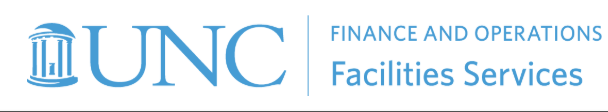 UNC
FINANCE AND OPERATIONS
Facilities Services